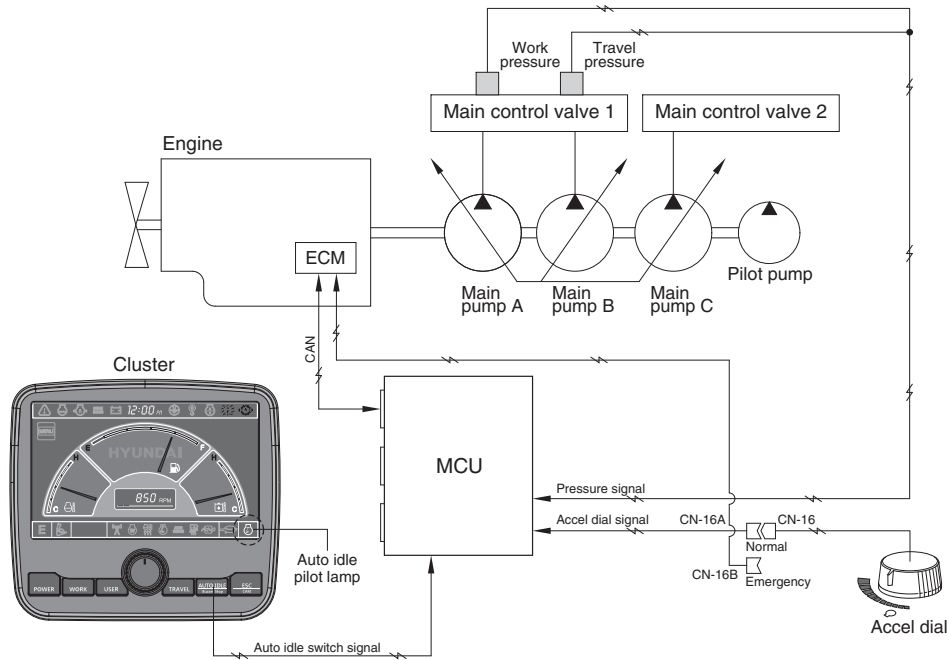 Work
pressure
Travel
pressure
Main control valve 1
Main control valve 2
Engine
ECM
Main
pump A
Main
pump B
Main
pump C
Pilot pump
CAN
Cluster
12:00
E
F
H
H
HYUNDAI
850 RPM
C
C
E
MCU
Pressure signal
Accel dial signal
CN-16A
CN-16
Normal
CN-16B
Emergency
Auto idle
pilot lamp
POWER
WORK
USER
TRAVEL
AUTO IDLE
ESC
Auto idle switch signal
Accel dial